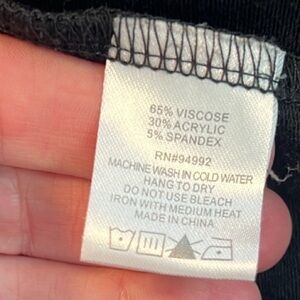 65% VISCOSE
30% ACRYLIC
5% SPANDEX
RN#94992
MACHINE WASH IN COLD WATER
HANG TO DRY
DO NOT USE BLEACH
IRON WITH MEDIUM HEAT
MADE IN CHINA